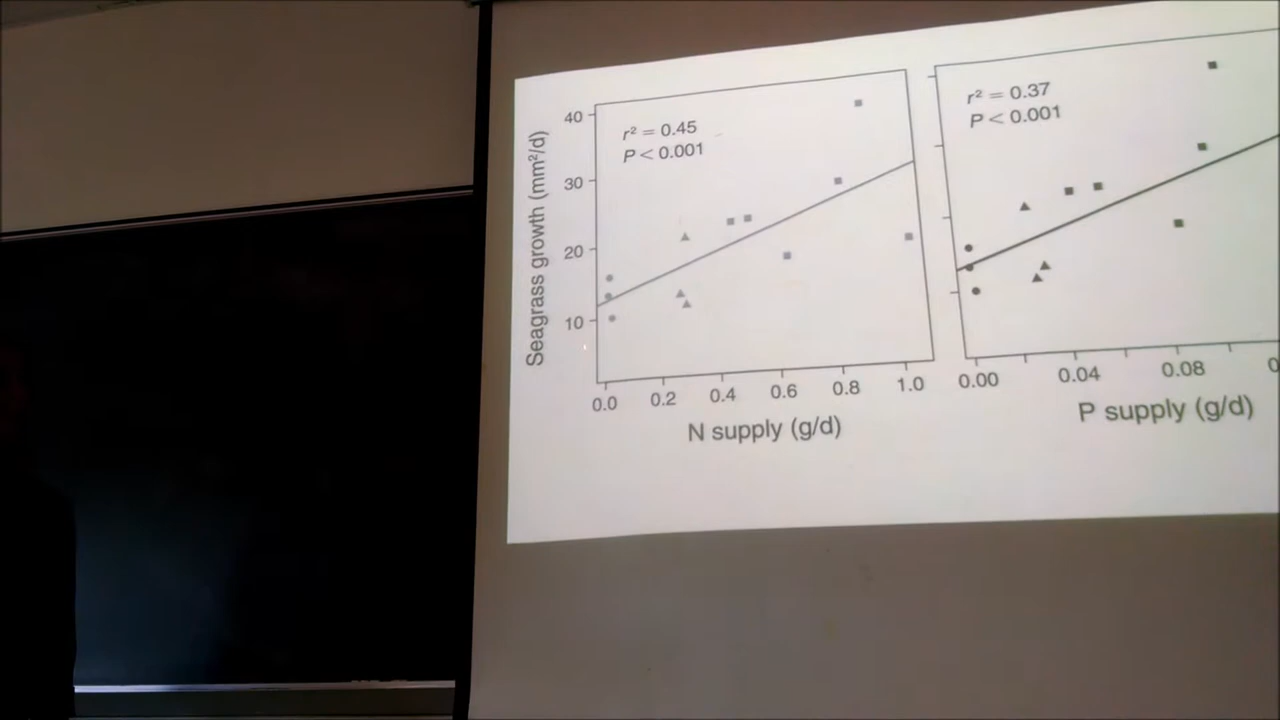 r² = 0.45
P < 0.001
Seagrass growth (mm²/d)
40
30
20
10
0.0 0.2 0.4 0.6 0.8 1.0
N supply (g/d)
r² = 0.37
P < 0.001
0.00 0.04 0.08 0
P supply (g/d)